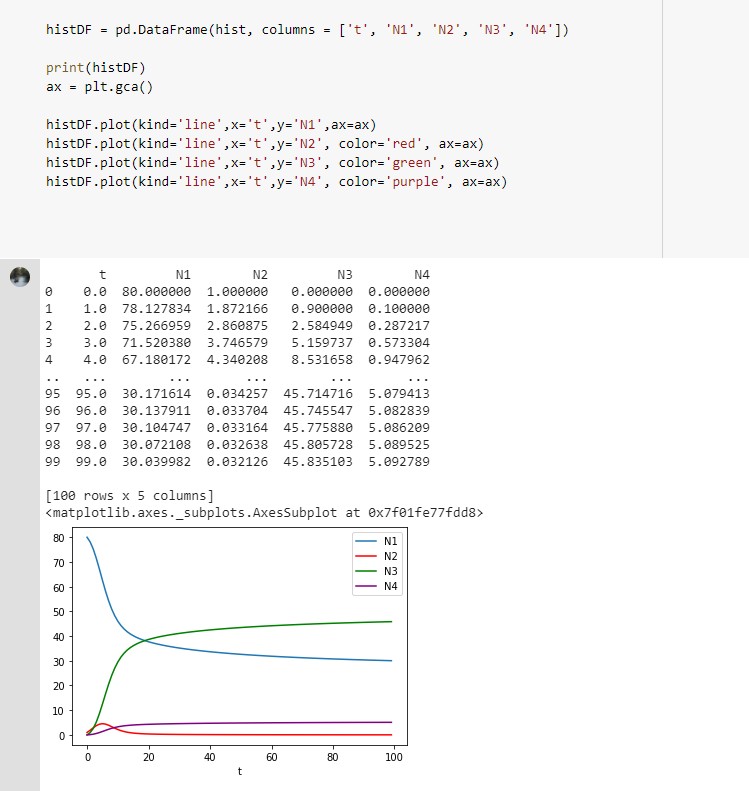 histDF = pd.DataFrame(hist, columns = ['t', 'N1', 'N2', 'N3', 'N4'])
print(histDF)
ax = plt.gca()
histDF.plot(kind='line',x='t',y='N1',ax=ax)
histDF.plot(kind='line',x='t',y='N2', color='red', ax=ax)
histDF.plot(kind='line',x='t',y='N3', color='green', ax=ax)
histDF.plot(kind='line',x='t',y='N4', color='purple', ax=ax)
t N1 N2 N3 N4
0 0.0 80.000000 1.000000 0.000000 0.000000
1 1.0 78.127834 1.872166 0.900000 0.100000
2 2.0 75.266959 2.860875 2.584949 0.287217
3 3.0 71.520380 3.746579 5.159737 0.573304
4 4.0 67.180172 4.340208 8.531658 0.947962
.. ... ... ... ... ...
95 95.0 30.171614 0.034257 45.714716 5.079413
96 96.0 30.137911 0.033704 45.745547 5.082839
97 97.0 30.104747 0.033164 45.775880 5.086209
98 98.0 30.072108 0.032638 45.805728 5.089525
99 99.0 30.039982 0.032126 45.835103 5.092789
[100 rows x 5 columns]
<matplotlib.axes._subplots.AxesSubplot at 0x7f01fe77fdd8>
80
70
60
50
40
30
20
10
0
N1
N2
N3
N4
0 20 40 60 80 100
t